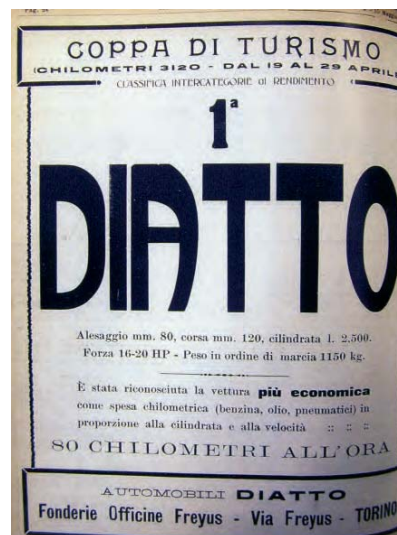 COPPA DI TURISMO
CHILOMETRI 3120 - DAL 19 AL 29 APRILE
CLASSIFICA INTERCATEGORIE di RENDIMENTO
1ª
DIATTO
Alesaggio mm. 80, corsa mm. 120, cilindrata l. 2.500.
Forza 16-20 HP - Peso in ordine di marcia 1150 kg.
È stata riconosciuta la vettura più economica
come spesa chilometrica (benzina, olio, pneumatici) in
proporzione alla cilindrata e alla velocità :: :: ::
80 CHILOMETRI ALL'ORA
AUTOMOBILI DIATTO
Fonderie Officine Freyus - Via Freyus - TORINO